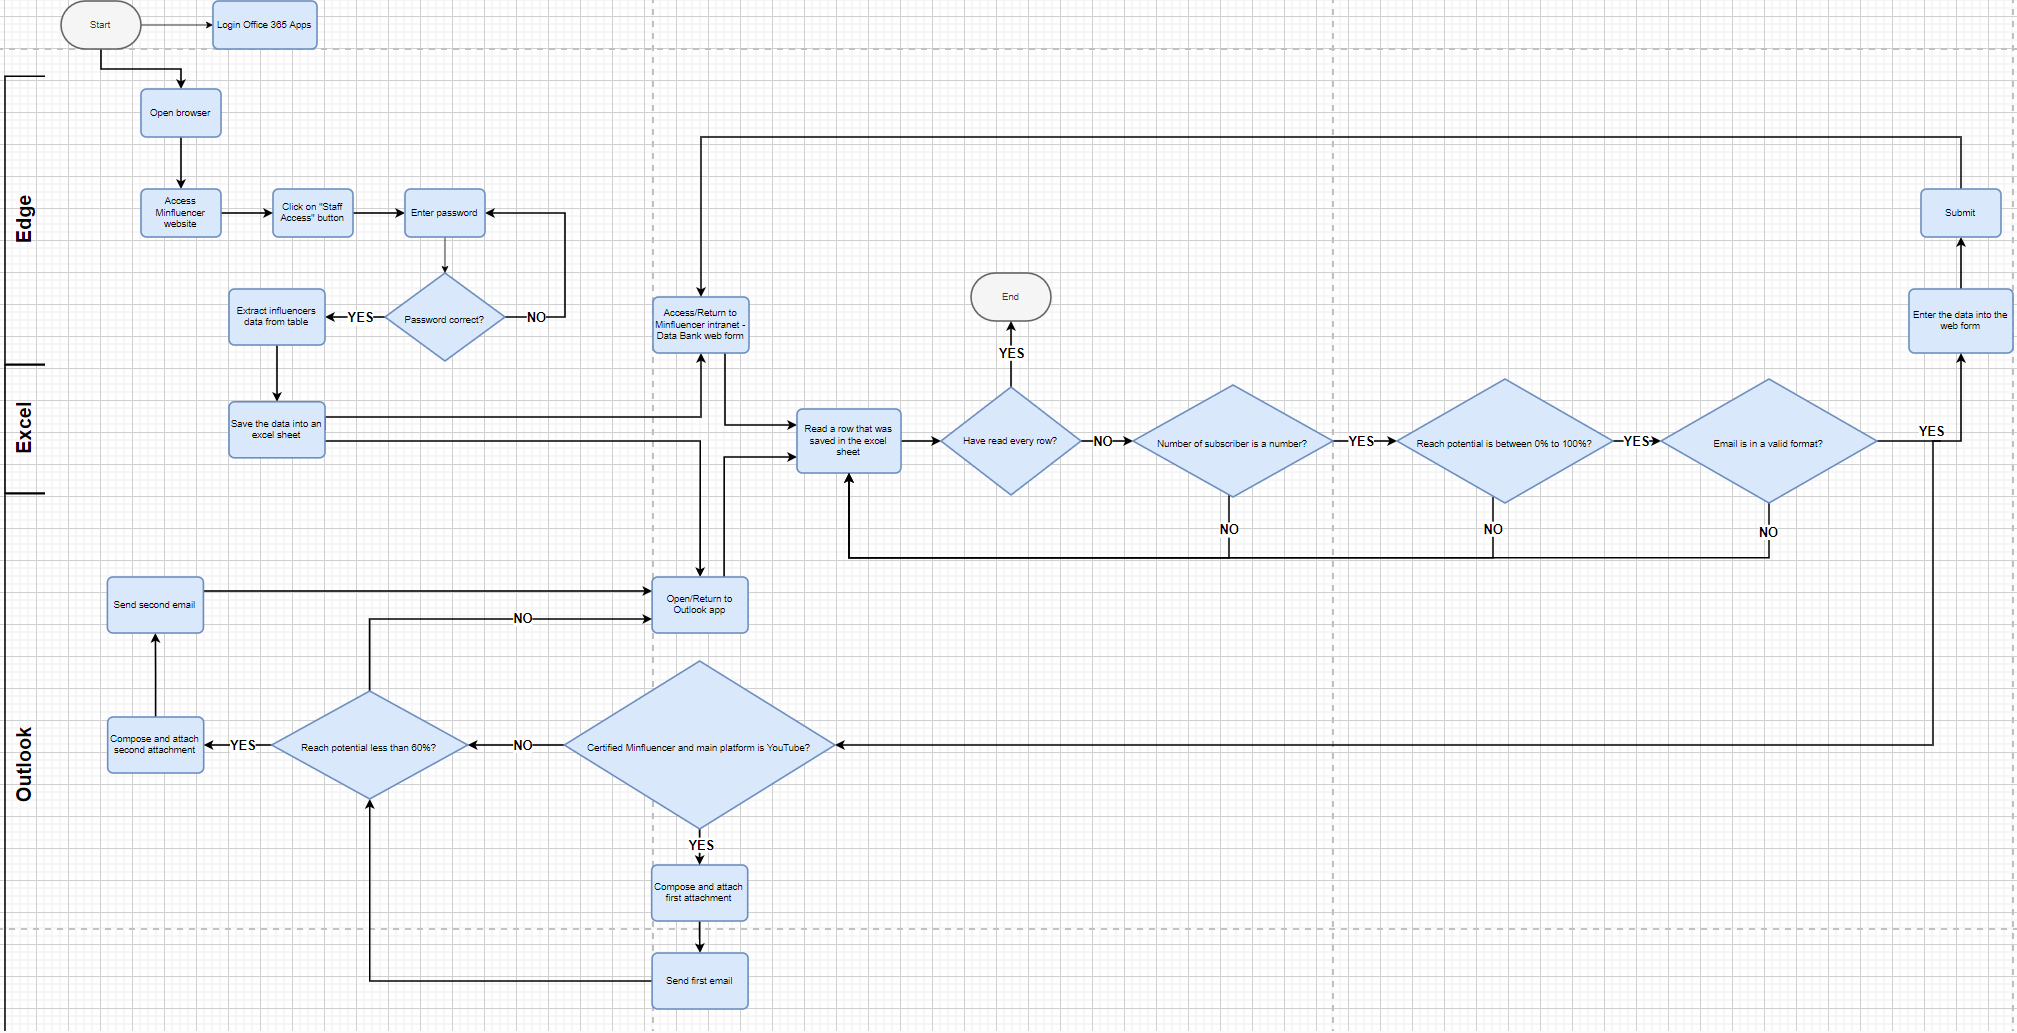 Start
Login Office 365 Apps
Open browser
Edge
Access
Minfluencer
website
Click on "Staff
Access" button
Enter password
Submit
Extract influencers
data from table
YES
Password correct?
NO
Access/Return to
Minfluencer intranet -
Data Bank web form
End
YES
Enter the data into the
web form
Excel
Save the data into an
excel sheet
Read a row that was
saved in the excel
sheet
Have read every row?
NO
Number of subscriber is a number?
YES
Reach potential is between 0% to 100%?
YES
Email is in a valid format?
YES
NO
NO
NO
Send second email
Open/Return to
Outlook app
NO
Outlook
Compose and attach
second attachment
YES
Reach potential less than 60%?
NO
Certified Minfluencer and main platform is YouTube?
YES
Compose and attach
first attachment
Send first email